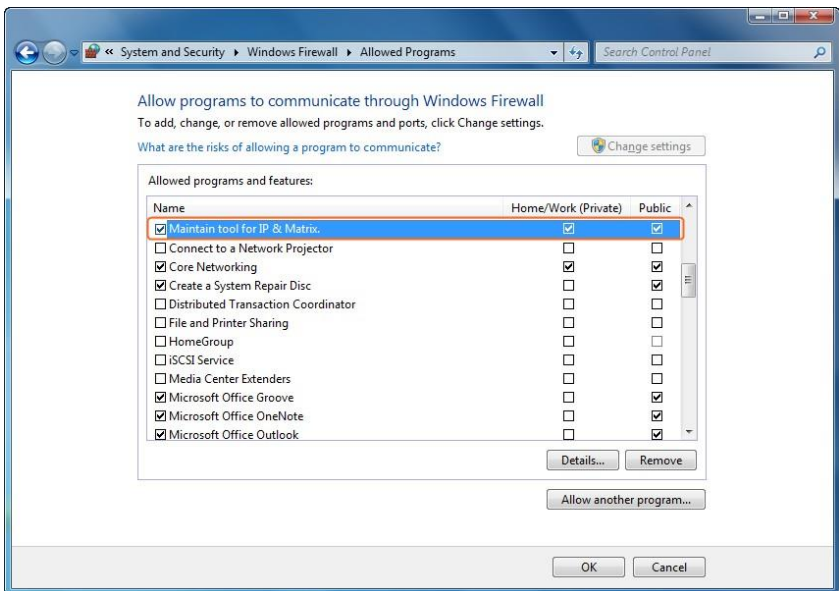 « System and Security ▸ Windows Firewall ▸ Allowed Programs
Search Control Panel
Allow programs to communicate through Windows Firewall
To add, change, or remove allowed programs and ports, click Change settings.
What are the risks of allowing a program to communicate?
Change settings
Allowed programs and features:
Name Home/Work (Private) Public
Maintain tool for IP & Matrix.
Connect to a Network Projector
Core Networking
Create a System Repair Disc
Distributed Transaction Coordinator
File and Printer Sharing
HomeGroup
iSCSI Service
Media Center Extenders
Microsoft Office Groove
Microsoft Office OneNote
Microsoft Office Outlook
Details... Remove
Allow another program...
OK Cancel